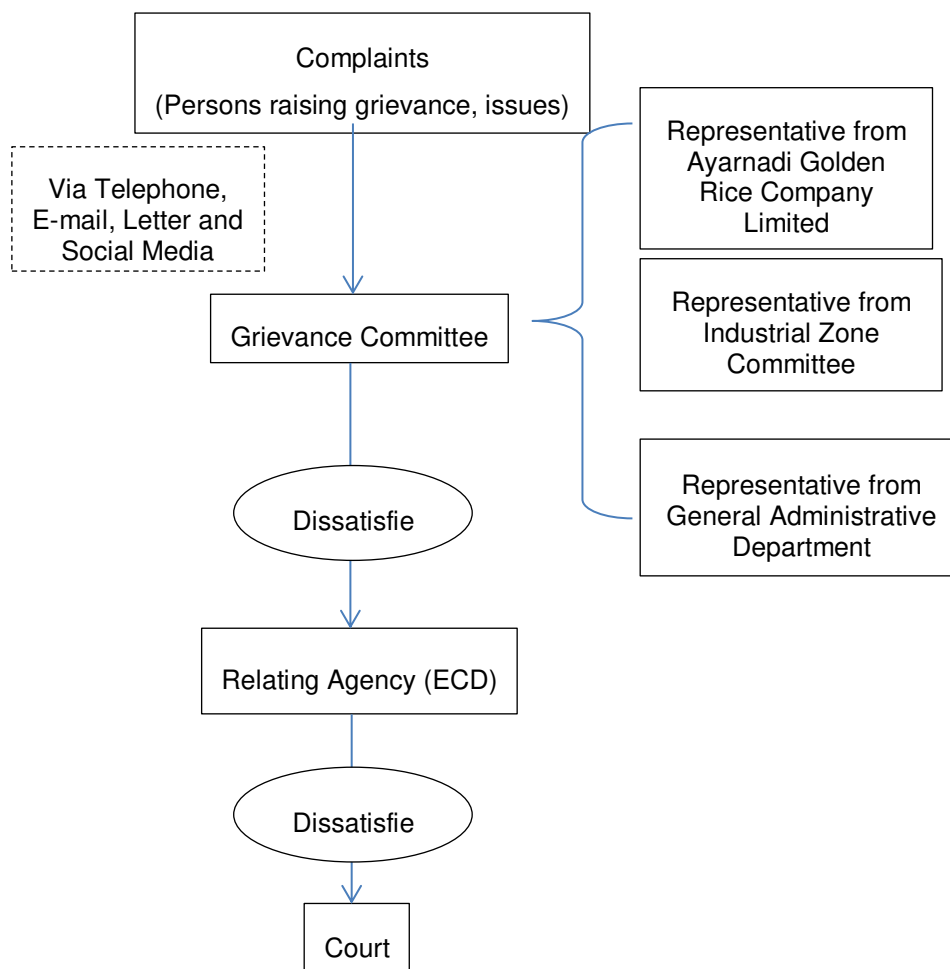 Complaints
(Persons raising grievance, issues)
Via Telephone,
E-mail, Letter and
Social Media
Grievance Committee
Representative from
Ayarnadi Golden
Rice Company
Limited
Representative from
Industrial Zone
Committee
Representative from
General Administrative
Department
Dissatisfie
Relating Agency (ECD)
Dissatisfie
Court